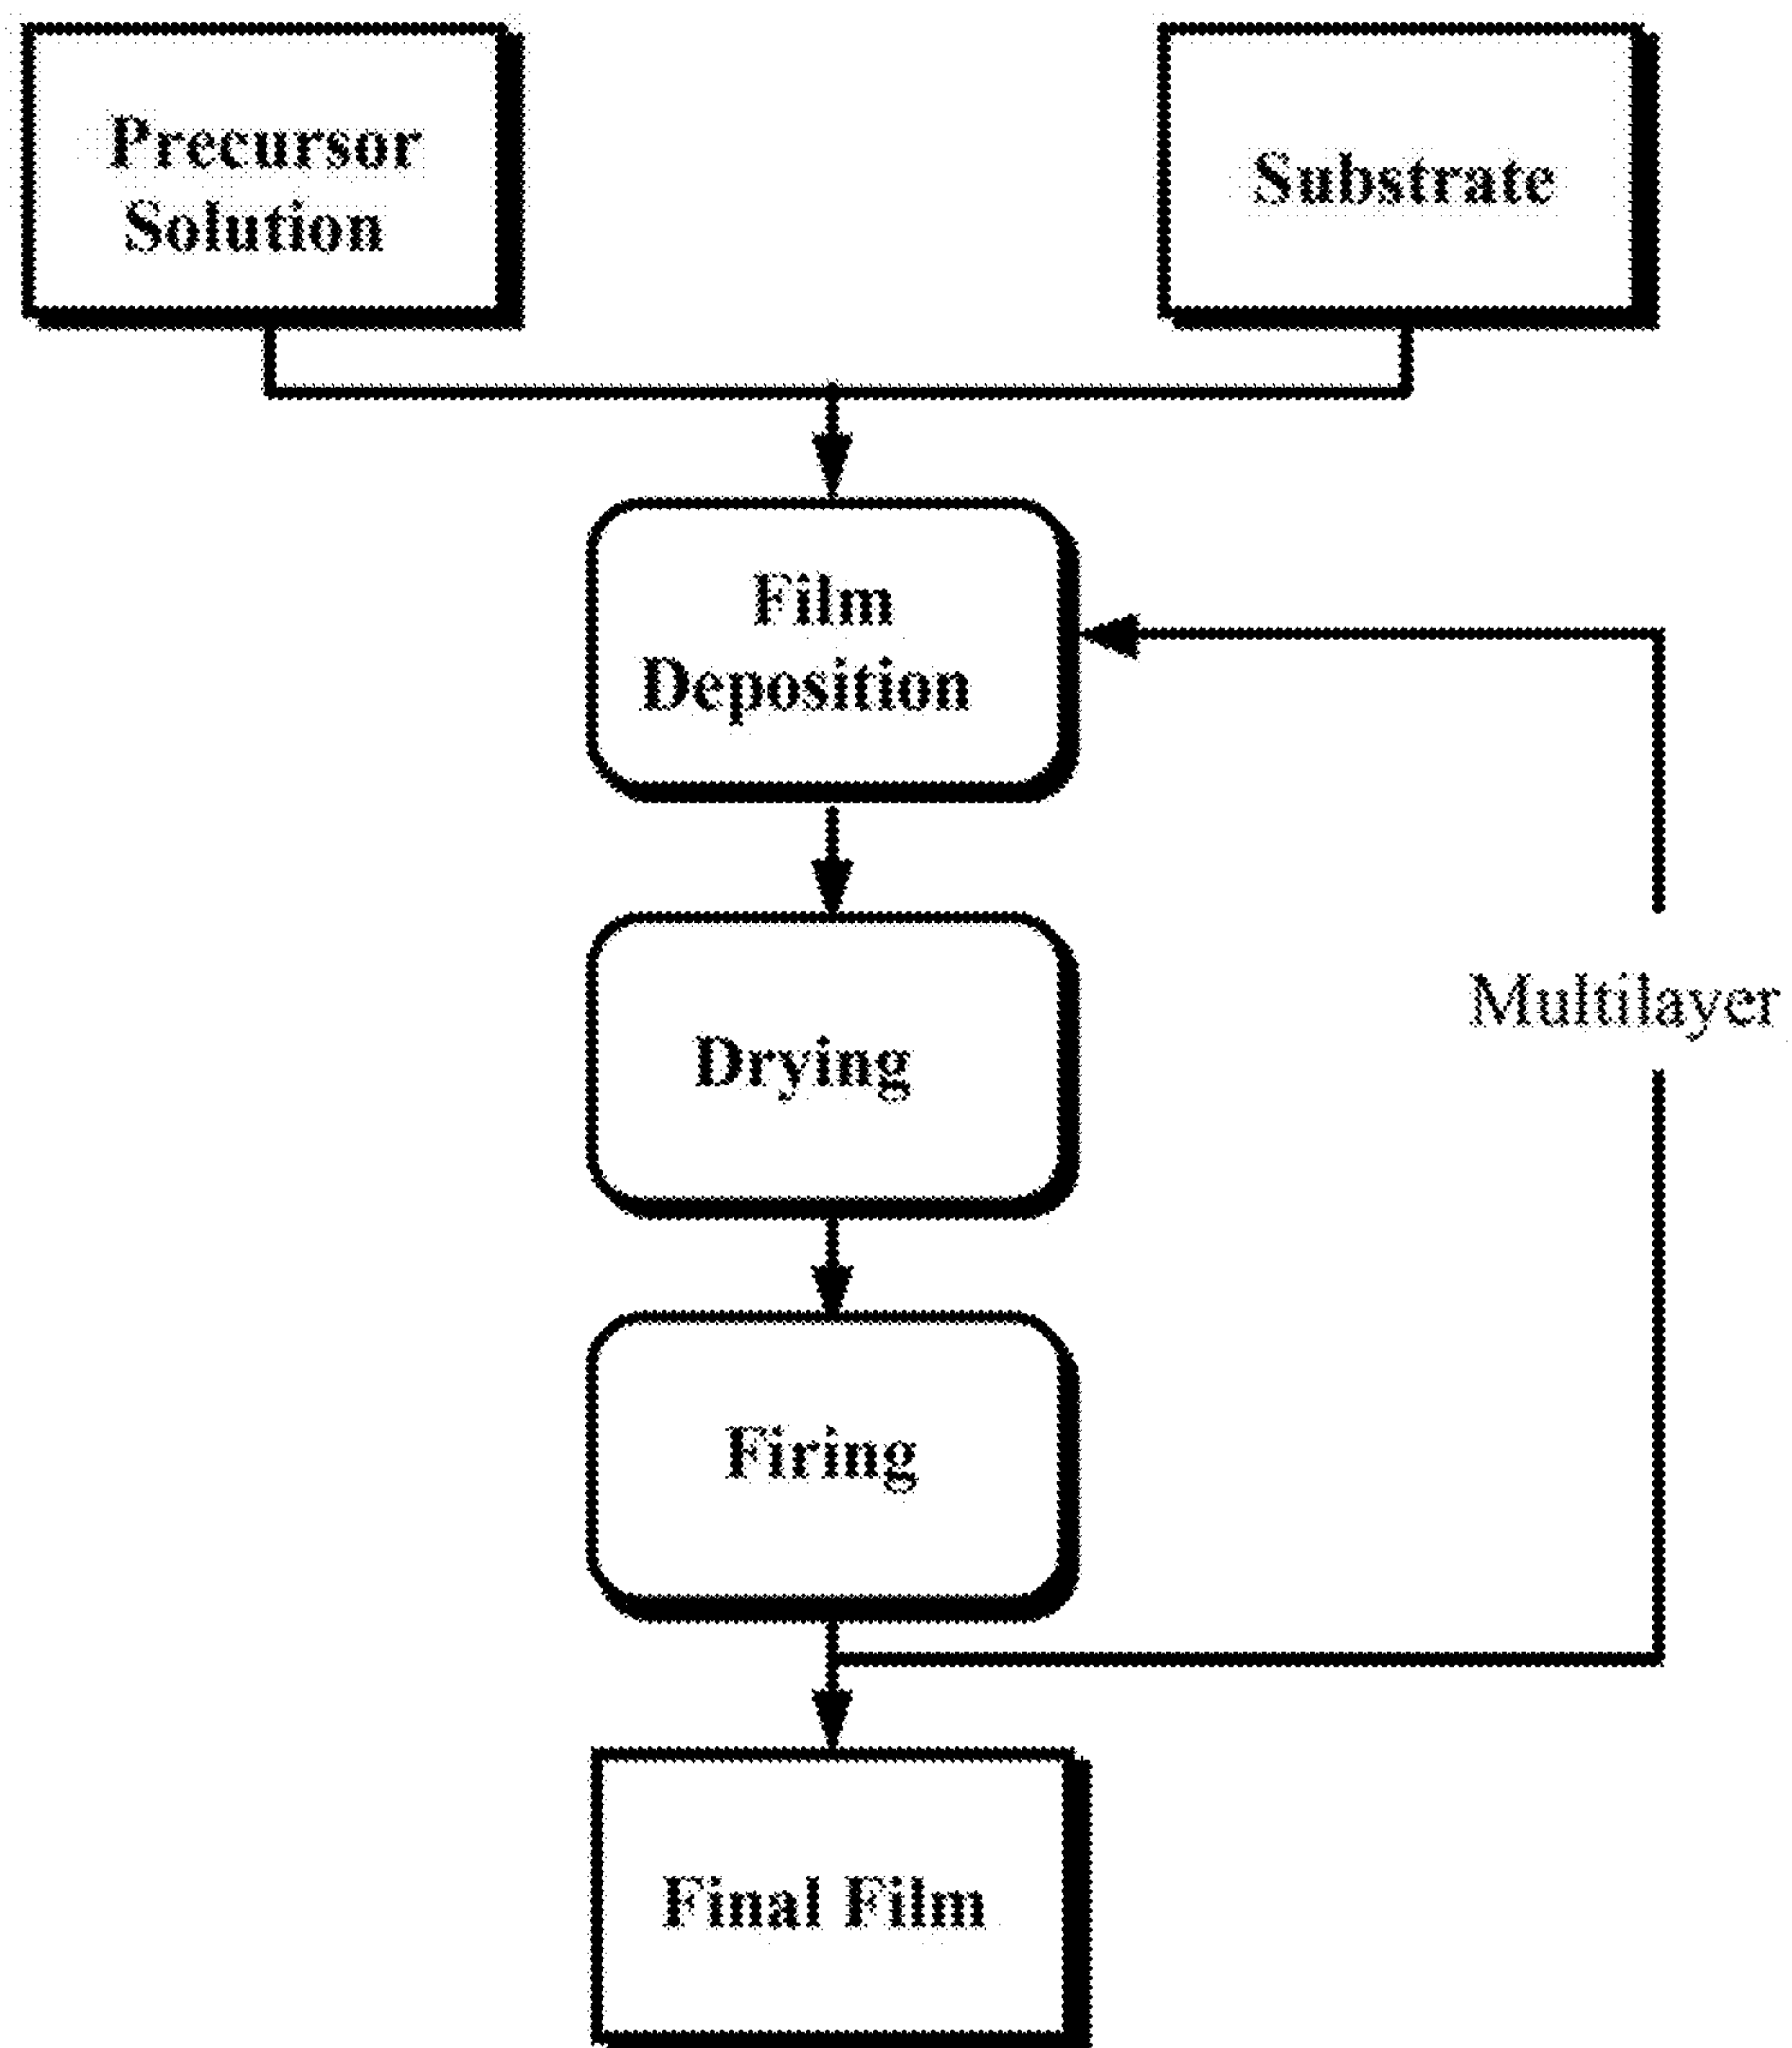 Precursor
Solution
Substrate
Film
Deposition
Drying
Multilayer
Firing
Final Film